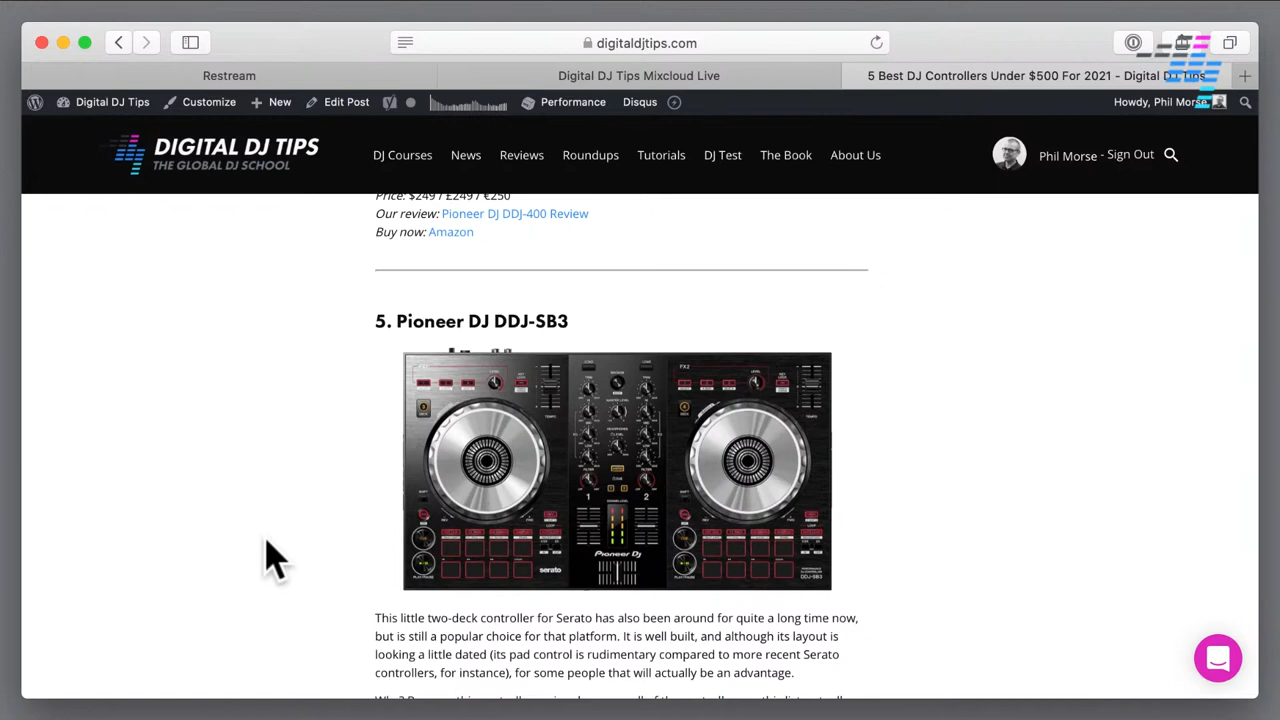 digitaldjtips.com
Restream
Digital DJ Tips Mixcloud Live
5 Best DJ Controllers Under $500 For 2021 - Digital DJ Tips
Digital DJ Tips
Customize
New
Edit Post
Performance
Disqus
Howdy, Phil Morse
DIGITAL DJ TIPS
THE GLOBAL DJ SCHOOL
DJ Courses
News
Reviews
Roundups
Tutorials
DJ Test
The Book
About Us
Phil Morse - Sign Out
Price: $249 / £249 / €250
Our review: Pioneer DJ DDJ-400 Review
Buy now: Amazon
5. Pioneer DJ DDJ-SB3
FX2
1
2
Pioneer Dj
serato
DDJ-SB3
This little two-deck controller for Serato has also been around for quite a long time now,
but is still a popular choice for that platform. It is well built, and although its layout is
looking a little dated (its pad control is rudimentary compared to more recent Serato
controllers, for instance), for some people that will actually be an advantage.